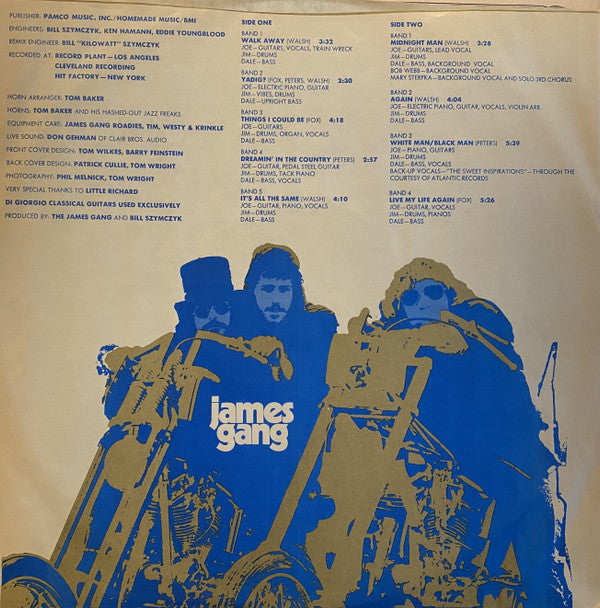 PUBLISHER: PAMCO MUSIC, INC./HOMEMADE MUSIC/BMI
ENGINEERS: BILL SZYMCZYK, KEN HAMANN, EDDIE YOUNGBLOOD
REMIX ENGINEER: BILL "KILOWATT" SZYMCZYK
RECORDED AT: RECORD PLANT—LOS ANGELES
CLEVELAND RECORDING
HIT FACTORY—NEW YORK
HORN ARRANGER: TOM BAKER
HORNS: TOM BAKER AND HIS HASHED-OUT JAZZ FREAKS
EQUIPMENT CARE: JAMES GANG ROADIES, TIM, WESTY & KRINKLE
LIVE SOUND: DON GEHMAN OF CLAIR BROS. AUDIO
FRONT COVER DESIGN: TOM WILKES, BARRY FEINSTEIN
BACK COVER DESIGN: PATRICK CULLIE, TOM WRIGHT
PHOTOGRAPHY: PHIL MELNICK, TOM WRIGHT
VERY SPECIAL THANKS TO LITTLE RICHARD
DI GIORGIO CLASSICAL GUITARS USED EXCLUSIVELY
PRODUCED BY: THE JAMES GANG AND BILL SZYMCZYK
SIDE ONE
BAND 1
WALK AWAY (WALSH) 3:32
JOE—GUITARS, VOCALS, TRAIN WRECK
JIM—DRUMS
DALE—BASS
BAND 2
YADIG? (FOX, PETERS, WALSH) 2:30
JOE—ELECTRIC PIANO, GUITAR
JIM—VIBES, DRUMS
DALE—UPRIGHT BASS
BAND 3
THINGS I COULD BE (FOX) 4:18
JOE—GUITARS
JIM—DRUMS, ORGAN, VOCALS
DALE—BASS
BAND 4
DREAMIN' IN THE COUNTRY (PETERS) 2:57
JOE—GUITAR, PEDAL STEEL GUITAR
JIM—DRUMS, TACK PIANO
DALE—BASS, VOCALS
BAND 5
IT'S ALL THE SAME (WALSH) 4:10
JOE—GUITAR, PIANO, VOCALS
JIM—DRUMS
DALE—BASS
SIDE TWO
BAND 1
MIDNIGHT MAN (WALSH) 3:28
JOE—GUITARS, LEAD VOCAL
JIM—DRUMS
DALE—BASS, BACKGROUND VOCAL
BOB WEBB—BACKGROUND VOCAL
MARY STERPKA—BACKGROUND VOCAL AND SOLO 3RD CHORUS
BAND 2
AGAIN (WALSH) 4:04
JOE—ELECTRIC PIANO, GUITAR, VOCALS, VIOLIN ARR.
JIM—DRUMS
DALE—BASS, VOCAL
BAND 3
WHITE MAN/BLACK MAN (PETERS) 5:39
JOE—PIANO, GUITARS
JIM—DRUMS
DALE—BASS, VOCALS
BACK-UP VOCALS—"THE SWEET INSPIRATIONS"—THROUGH THE
COURTESY OF ATLANTIC RECORDS
BAND 4
LIVE MY LIFE AGAIN (FOX) 5:26
JOE—GUITAR, VOCALS
JIM—DRUMS, PIANOS
DALE—BASS
james
gang